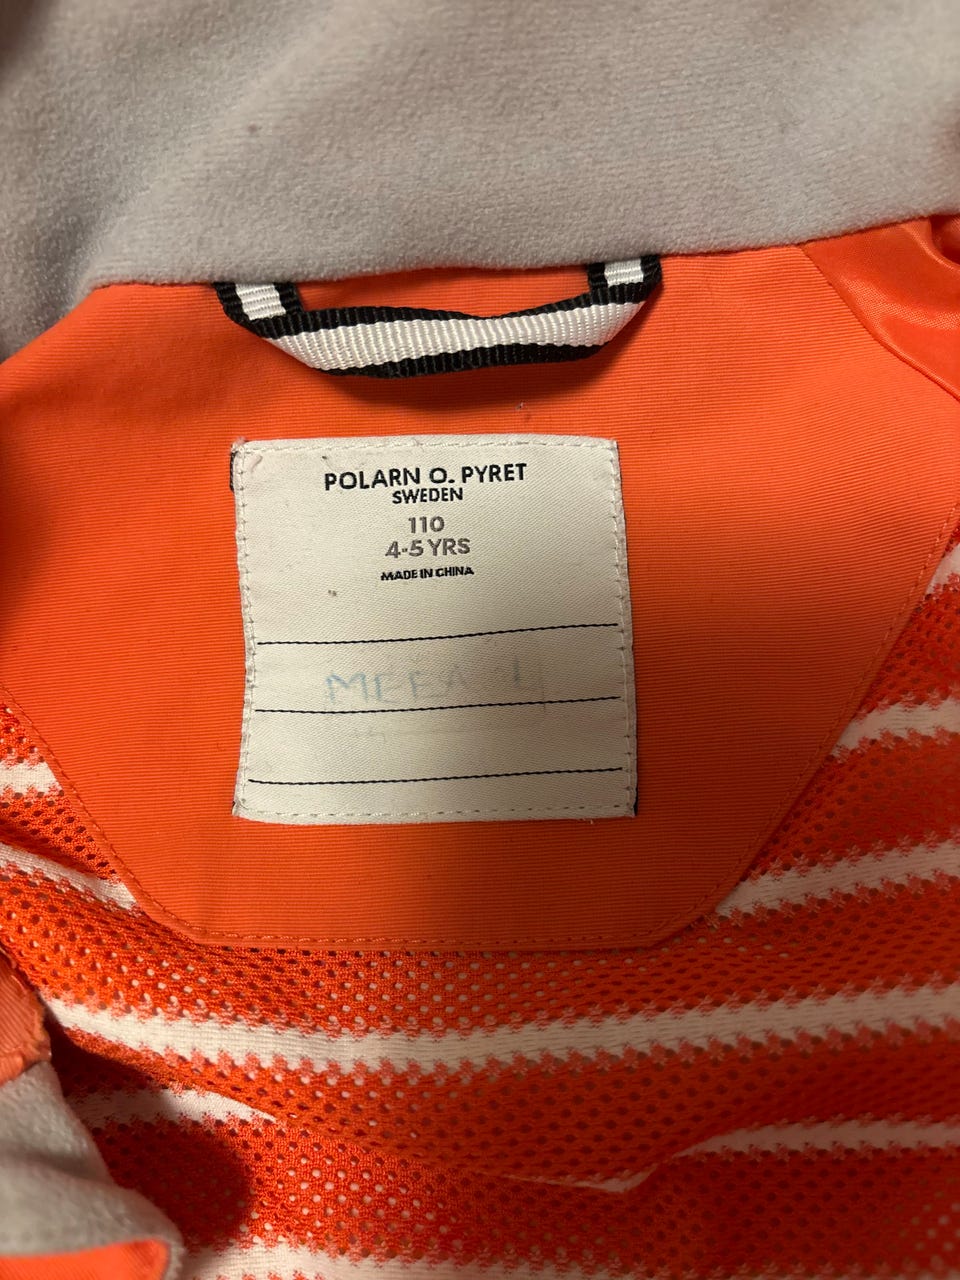 POLARN O. PYRET
SWEDEN
110
4-5 YRS
MADE IN CHINA